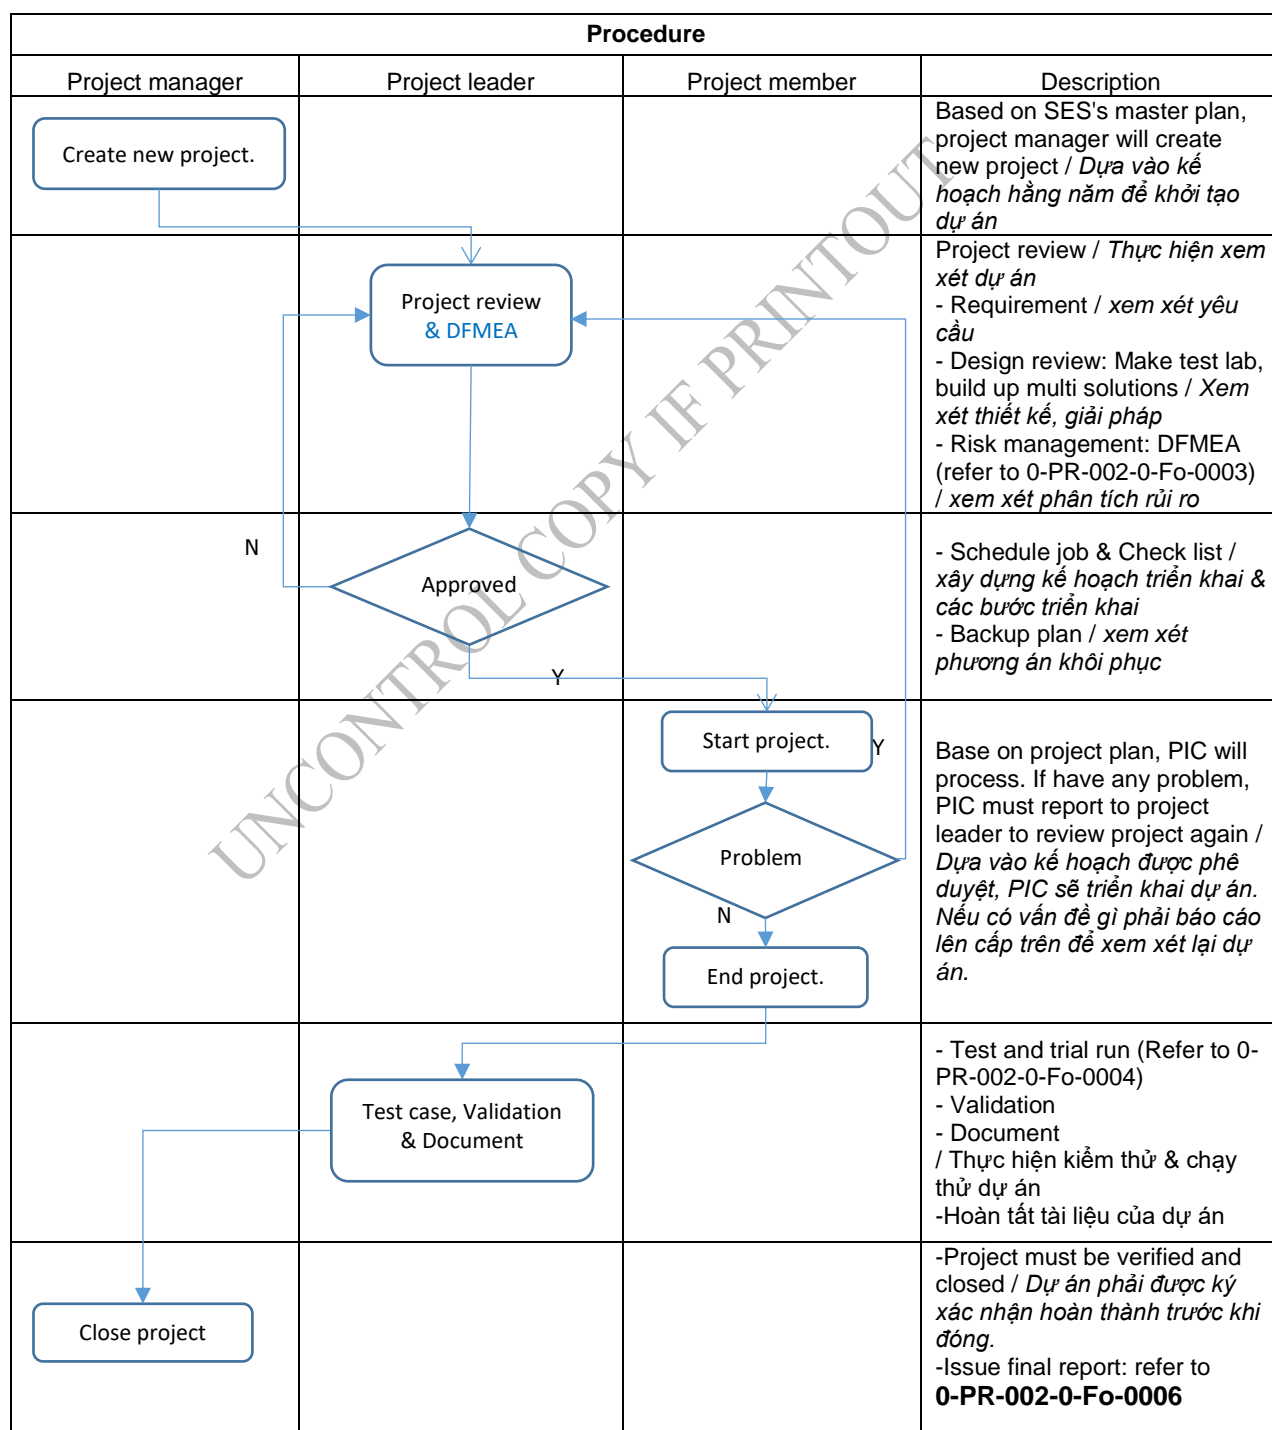 Procedure
Project manager
Project leader
Project member
Description
Create new project.
Based on SES's master plan,
project manager will create
new project / Dựa vào kế
hoạch hằng năm để khởi tạo
dự án
Project review
& DFMEA
Project review / Thực hiện xem
xét dự án
- Requirement / xem xét yêu
cầu
- Design review: Make test lab,
build up multi solutions / Xem
xét thiết kế, giải pháp
- Risk management: DFMEA
(refer to 0-PR-002-0-Fo-0003)
/ xem xét phân tích rủi ro
N
Approved
Y
- Schedule job & Check list /
xây dựng kế hoạch triển khai &
các bước triển khai
- Backup plan / xem xét
phương án khôi phục
Start project.
Y
Problem
N
End project.
Base on project plan, PIC will
process. If have any problem,
PIC must report to project
leader to review project again /
Dựa vào kế hoạch được phê
duyệt, PIC sẽ triển khai dự án.
Nếu có vấn đề gì phải báo cáo
lên cấp trên để xem xét lại dự
án.
Test case, Validation
& Document
- Test and trial run (Refer to 0-
PR-002-0-Fo-0004)
- Validation
- Document
/ Thực hiện kiểm thử & chạy
thử dự án
-Hoàn tất tài liệu của dự án
Close project
-Project must be verified and
closed / Dự án phải được ký
xác nhận hoàn thành trước khi
đóng.
-Issue final report: refer to
0-PR-002-0-Fo-0006
UNCONTROL COPY IF PRINTOUT